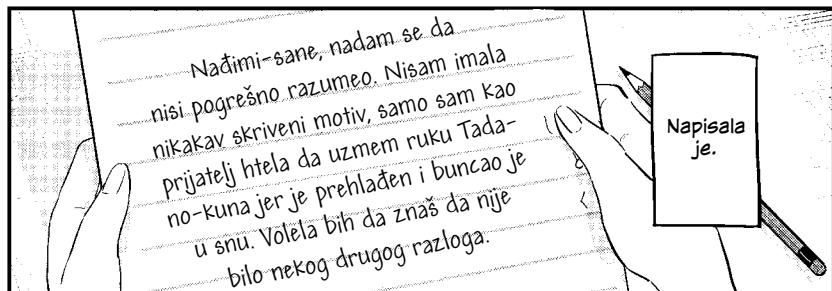 Nađimi-sane, nadam se da
nisi pogrešno razumeo. Nisam imala
nikakav skriveni motiv, samo sam kao
prijatelj htela da uzmem ruku Tada-
no-kuna jer je prehlađen i buncao je
u snu. Volela bih da znaš da nije
bilo nekog drugog razloga.
Napisala
je.